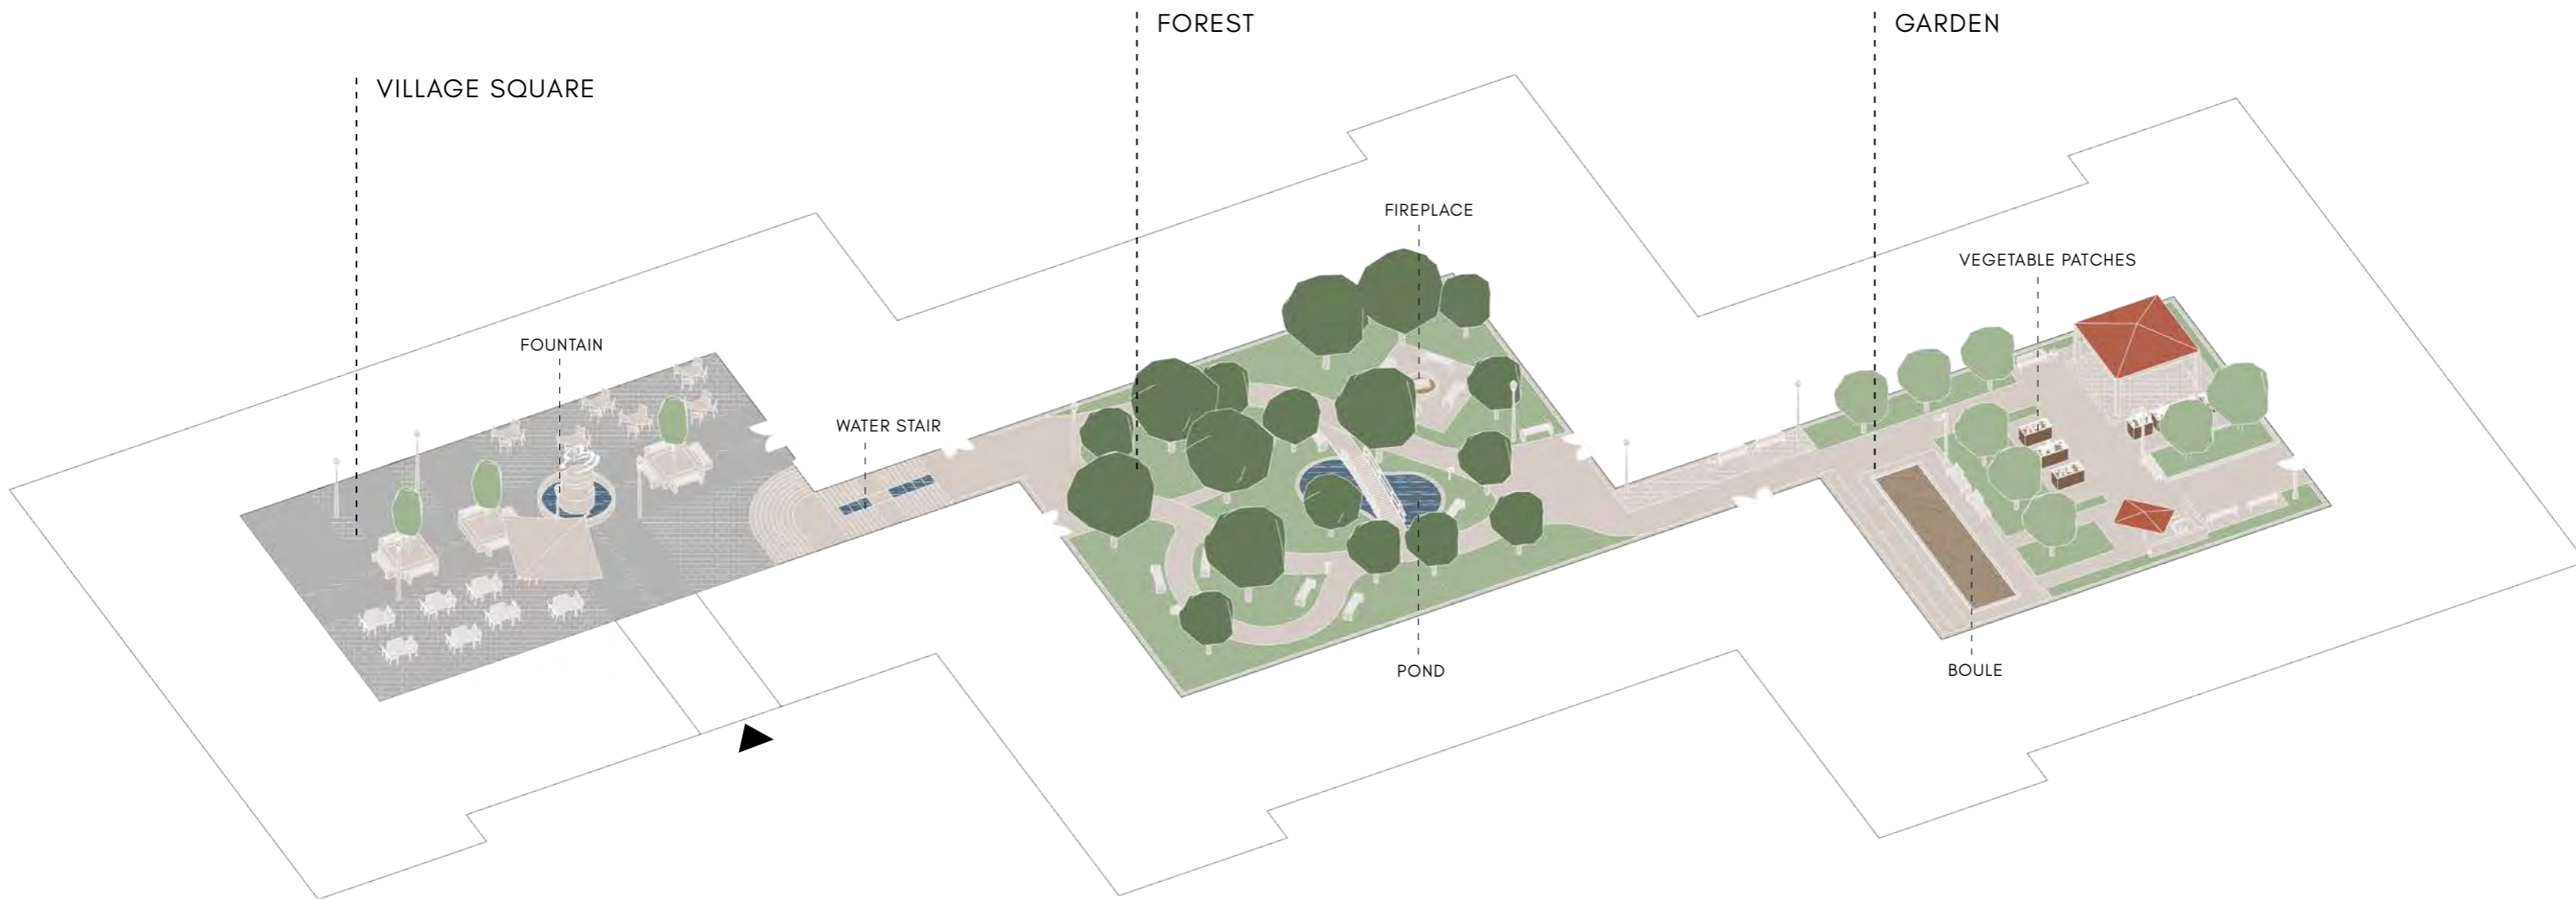 FOREST
GARDEN
VILLAGE SQUARE
FIREPLACE
VEGETABLE PATCHES
FOUNTAIN
WATER STAIR
POND
BOULE